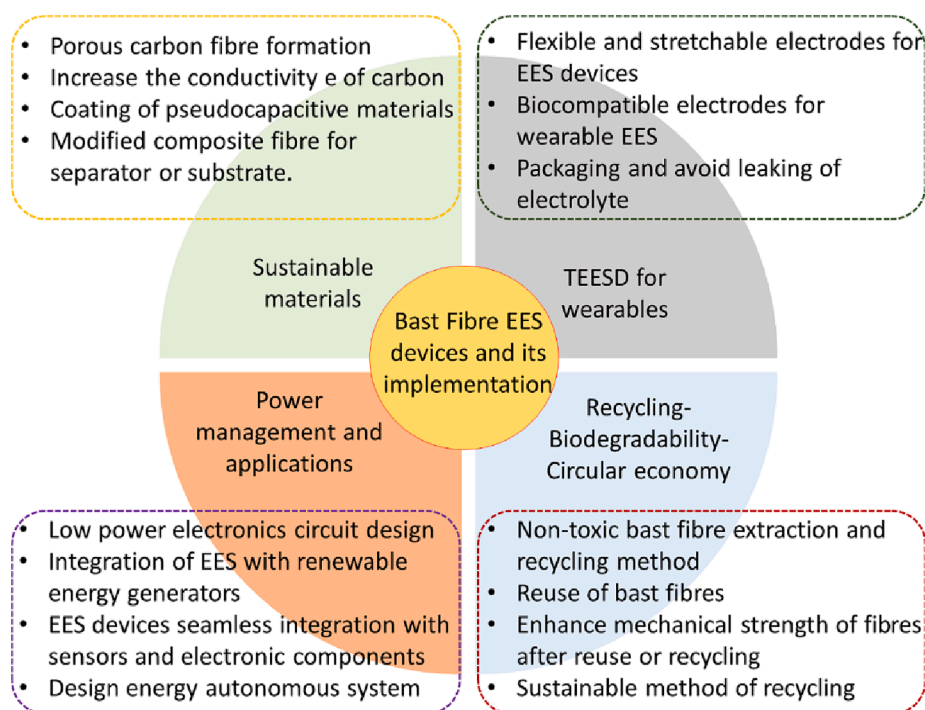 • Porous carbon fibre formation
• Increase the conductivity e of carbon
• Coating of pseudocapacitive materials
• Modified composite fibre for
separator or substrate.
• Flexible and stretchable electrodes for
EES devices
• Biocompatible electrodes for
wearable EES
• Packaging and avoid leaking of
electrolyte
Sustainable
materials
TEESD for
wearables
Bast Fibre EES
devices and its
implementation
Power
management and
applications
Recycling-
Biodegradability-
Circular economy
• Low power electronics circuit design
• Integration of EES with renewable
energy generators
• EES devices seamless integration with
sensors and electronic components
• Design energy autonomous system
• Non-toxic bast fibre extraction and
recycling method
• Reuse of bast fibres
• Enhance mechanical strength of fibres
after reuse or recycling
• Sustainable method of recycling